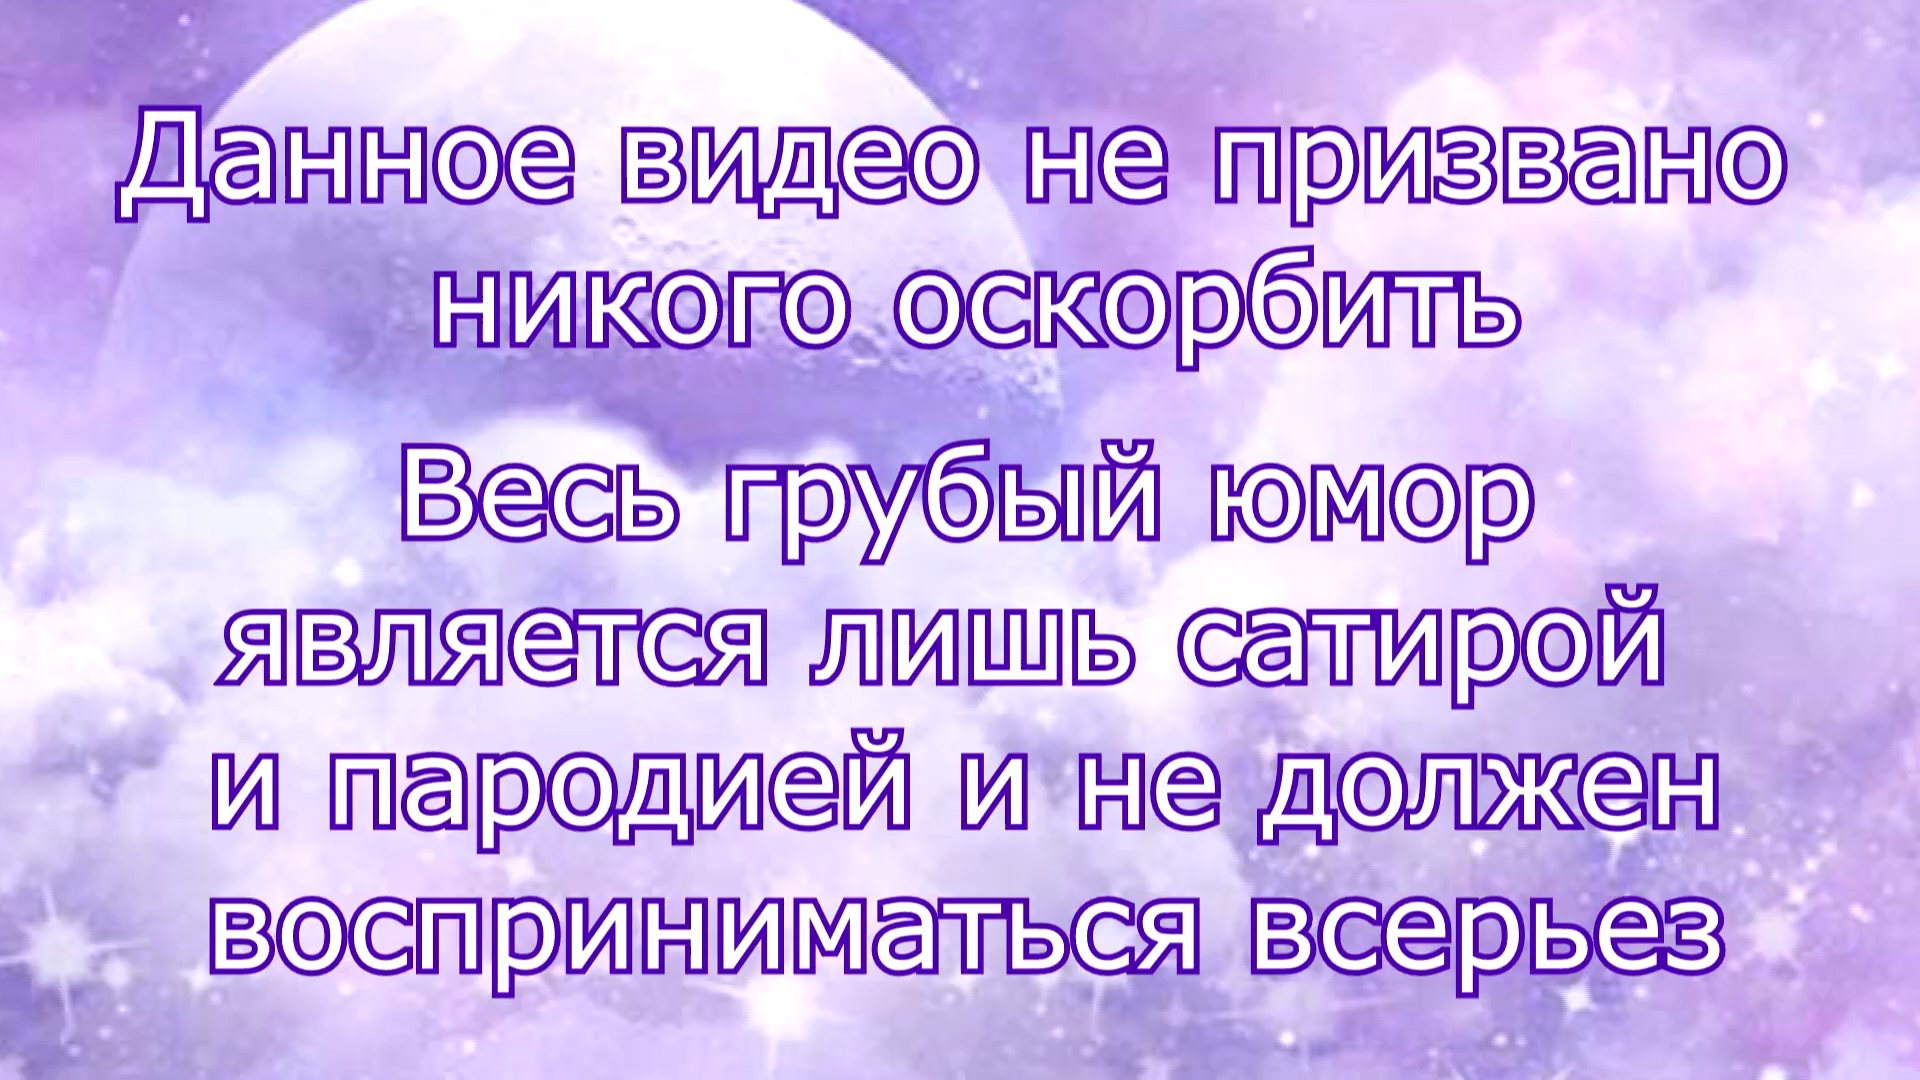 Данное видео не призвано
никого оскорбить
Весь грубый юмор
является лишь сатирой
и пародией и не должен
восприниматься всерьез